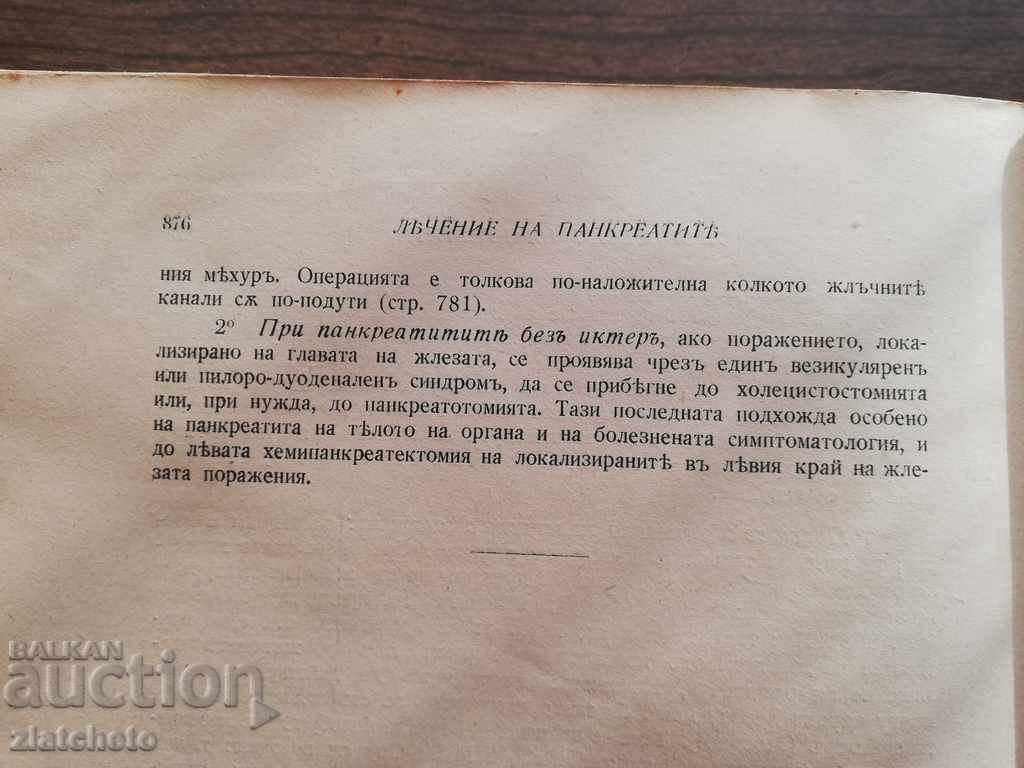 876 ЛѢЧЕНИЕ НА ПАНКРЕАТИТѢ
ния мѣхуръ. Операцията е толкова по-наложителна колкото жлъчнитѣ
канали сѫ по-подути (стр. 781).
2º При панкреатититѣ безъ иктеръ, ако поражението, лока-
лизирано на главата на жлезата, се проявява чрезъ единъ везикуляренъ
или пилоро-дуоденаленъ синдромъ, да се прибѣгне до холецистостомията
или, при нужда, до панкреатотомията. Тази последната подхожда особено
на панкреатита на тѣлото на органа и на болезнената симптоматология, и
до лѣвата хемипанкреатектомия на локализиранитѣ въ лѣвия край на жле-
зата поражения.
BALKAN
auction
zlatcheto